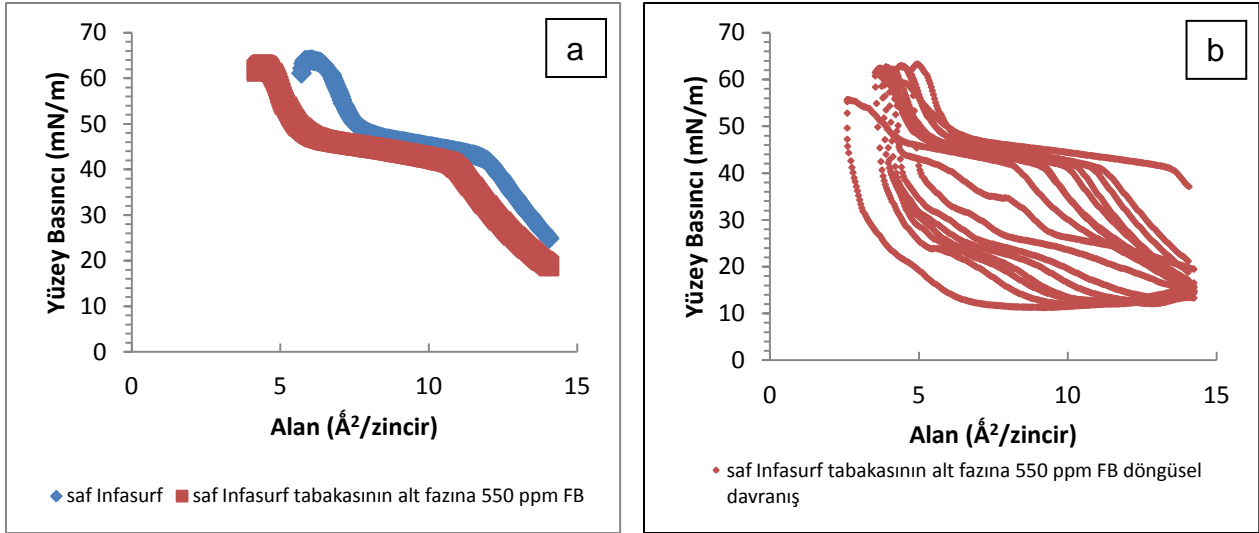 a
Yüzey Basıncı (mN/m)
70
60
50
40
30
20
10
0
0 5 10 15
Alan (Ǻ²/zincir)
saf Infasurf saf Infasurf tabakasının alt fazına 550 ppm FB
b
Yüzey Basıncı (mN/m)
70
60
50
40
30
20
10
0
0 5 10 15
Alan (Ǻ²/zincir)
saf Infasurf tabakasının alt fazına 550 ppm FB döngüsel
davranış